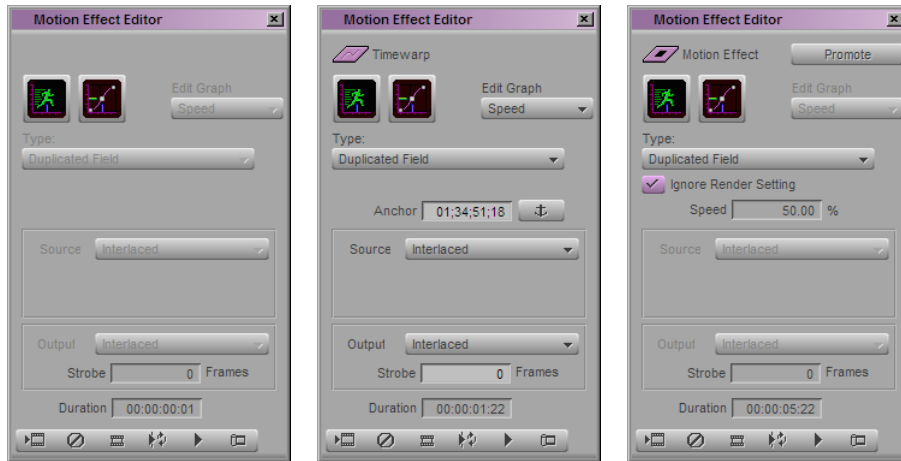 Motion Effect Editor
Edit Graph
Speed
Type:
Duplicated Field
Source Interlaced
Output Interlaced
Strobe 0 Frames
Duration 00:00:00:01
Motion Effect Editor
Timewarp
Edit Graph
Speed
Type:
Duplicated Field
Anchor 01;34;51;18
Source Interlaced
Output Interlaced
Strobe 0 Frames
Duration 00:00:01:22
Motion Effect Editor
Motion Effect Promote
Edit Graph
Speed
Type:
Duplicated Field
Ignore Render Setting
Speed 50.00 %
Source Interlaced
Output Interlaced
Strobe 0 Frames
Duration 00:00:05:22